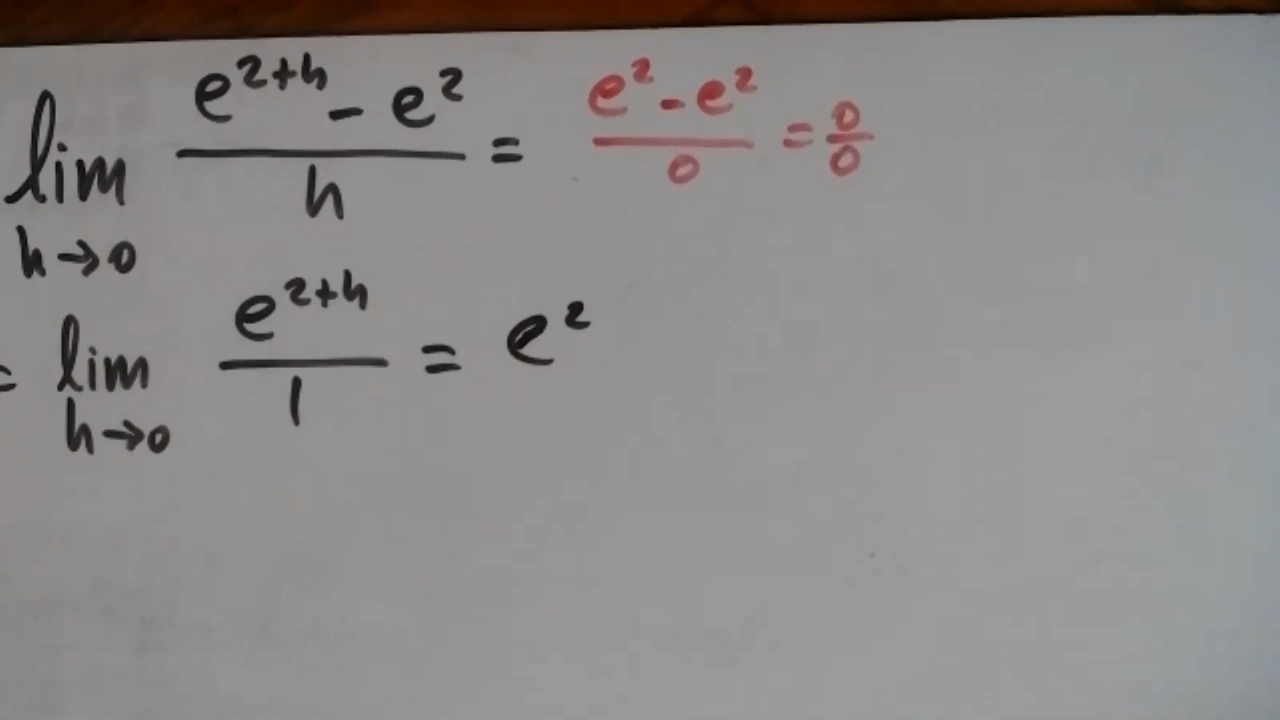 lim h→0 (e^(2+h) - e^2)/h = (e^2 - e^2)/0 = 0/0
= lim h→0 e^(2+h)/1 = e^2